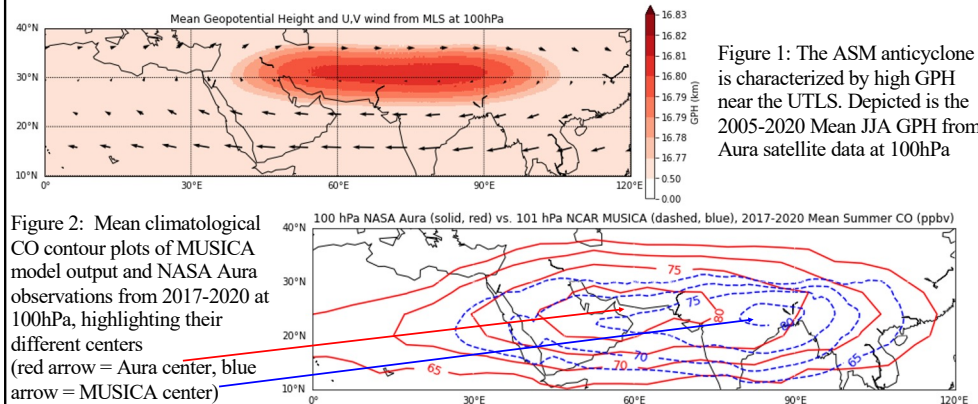 Mean Geopotential Height and U,V wind from MLS at 100hPa
40°N
30°N
20°N
10°N
0°
30°E
60°E
90°E
120°E
16.83
16.82
16.81
16.80
16.79
16.78
16.77
0.50
0.00
GPH (km)
Figure 1: The ASM anticyclone
is characterized by high GPH
near the UTLS. Depicted is the
2005-2020 Mean JJA GPH from
Aura satellite data at 100hPa
Figure 2: Mean climatological
CO contour plots of MUSICA
model output and NASA Aura
observations from 2017-2020 at
100hPa, highlighting their
different centers
(red arrow = Aura center, blue
arrow = MUSICA center)
100 hPa NASA Aura (solid, red) vs. 101 hPa NCAR MUSICA (dashed, blue), 2017-2020 Mean Summer CO (ppbv)
40°N
30°N
20°N
10°N
75
75
80
80
70
70
65
65
0°
30°E
60°E
90°E
120°E